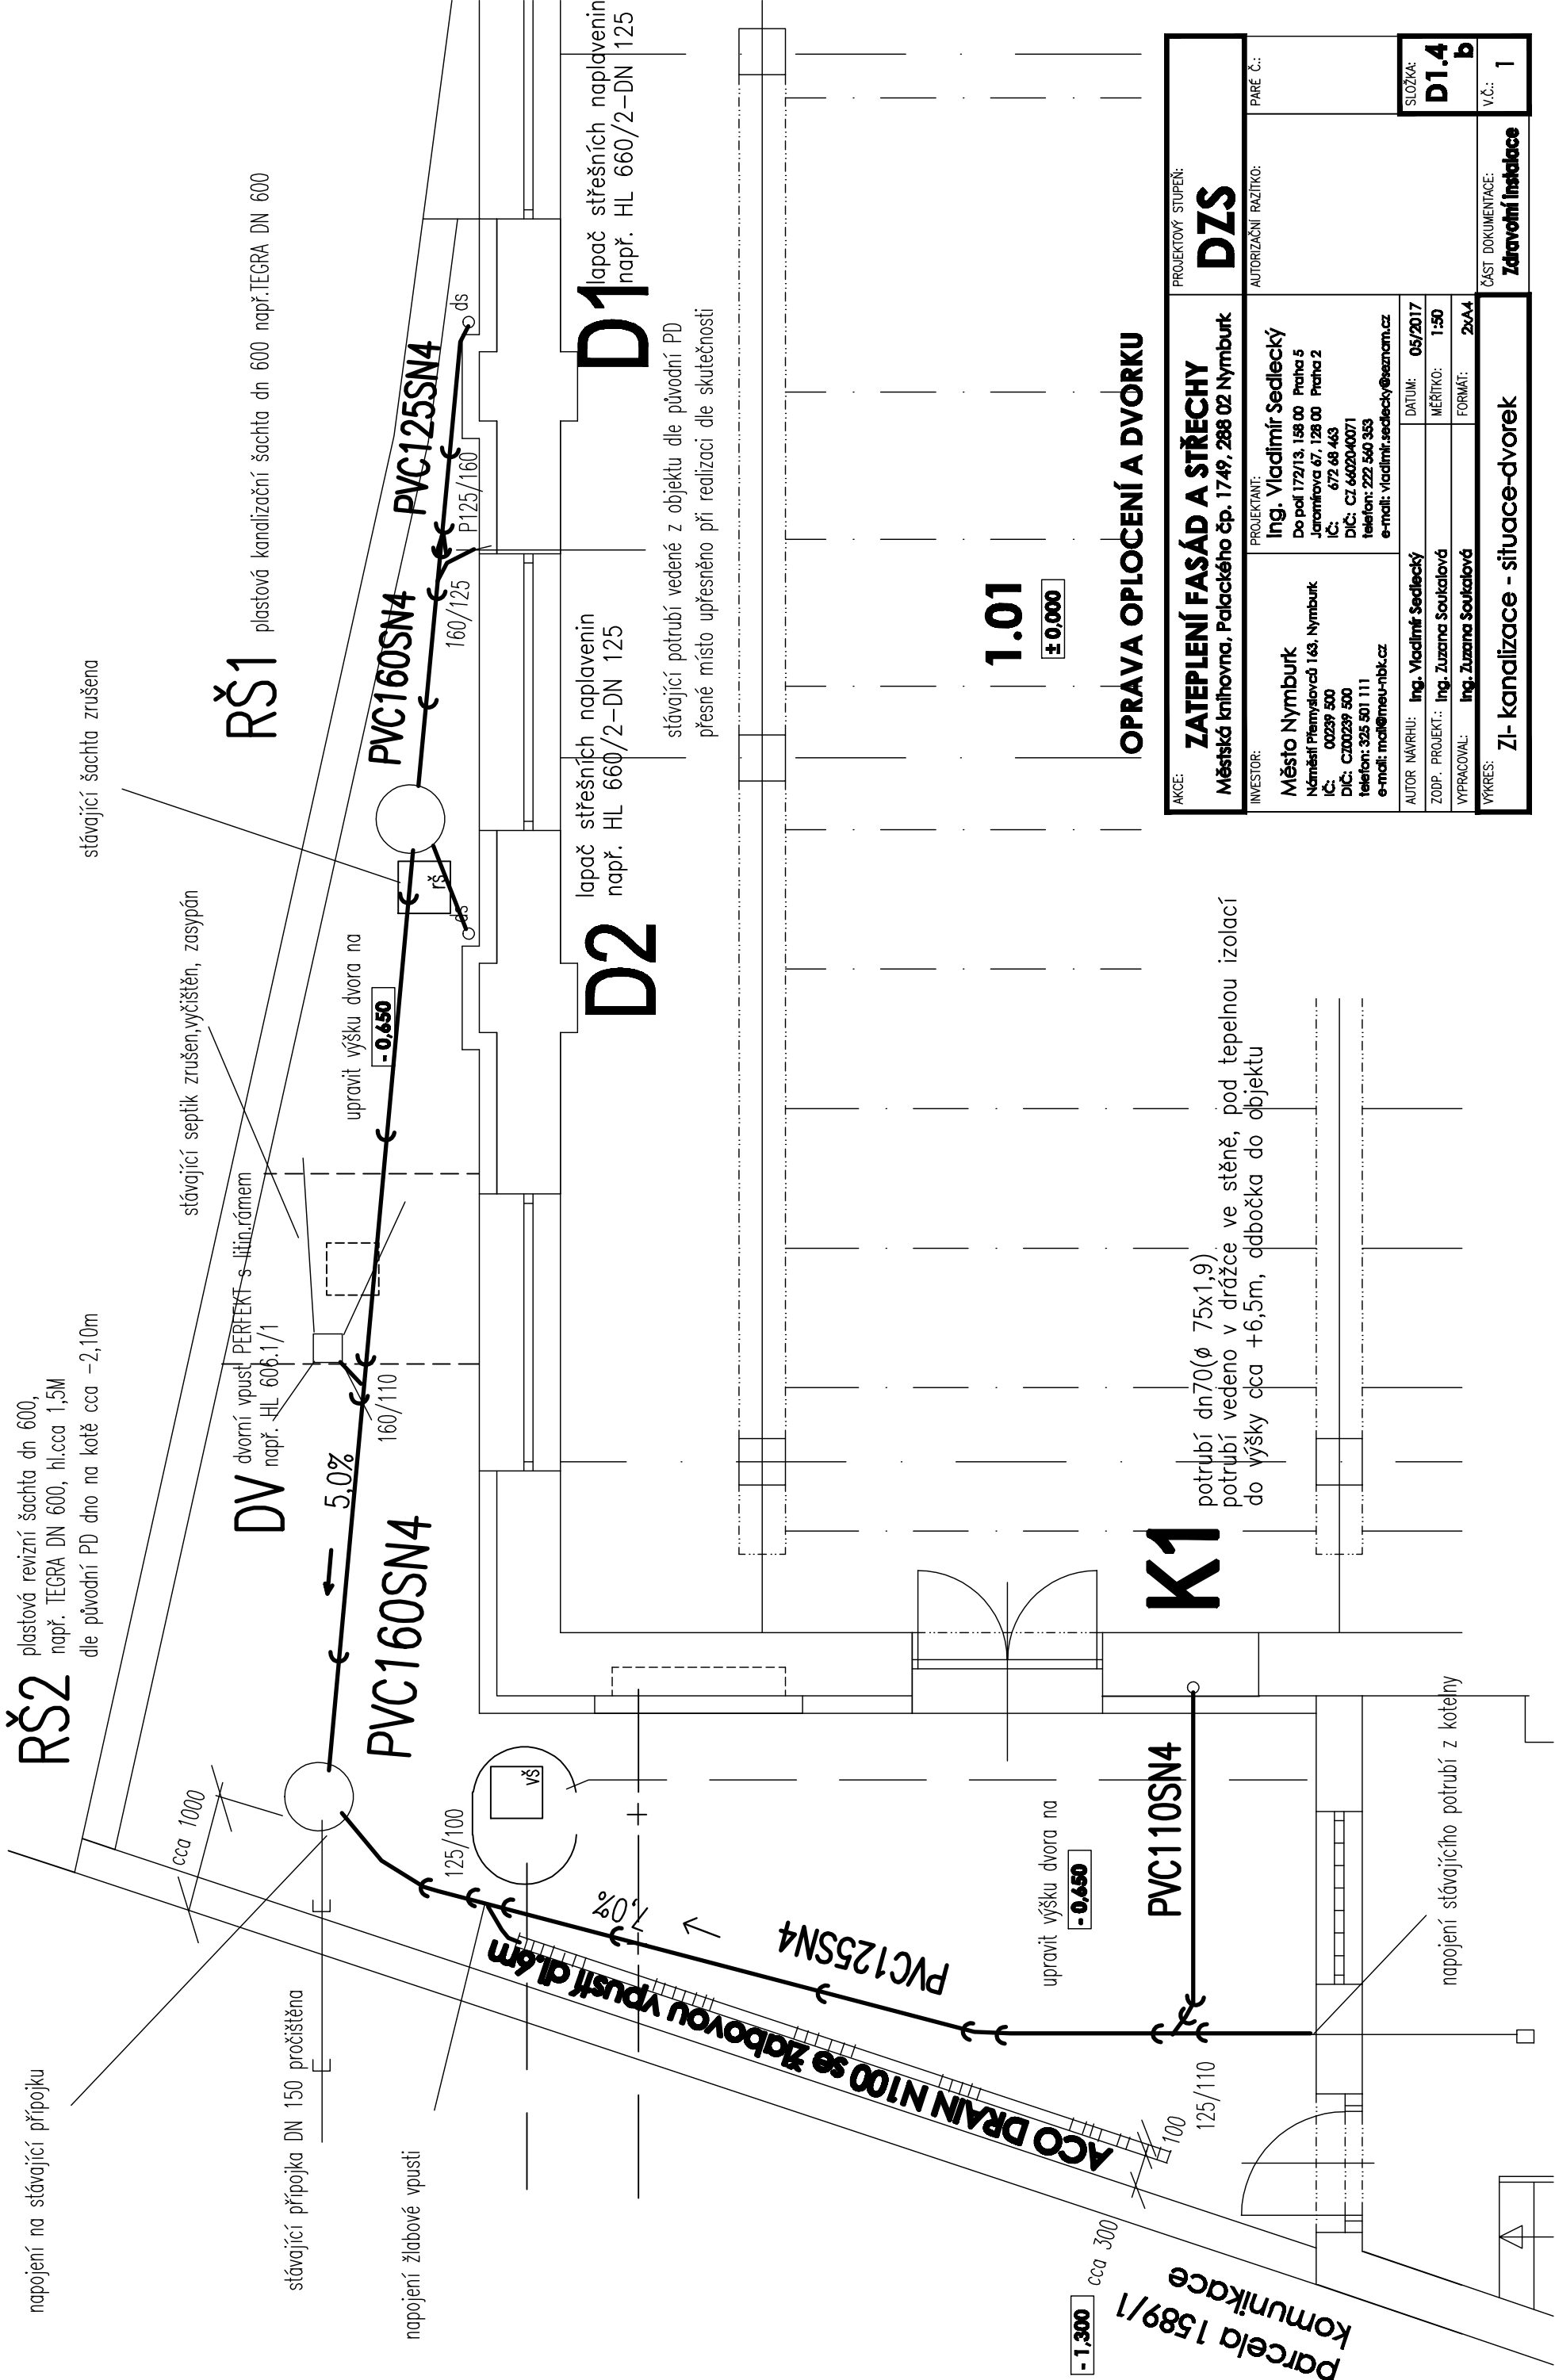 RŠ2
plastová revizní šachta dn 600,
např. TEGRA DN 600, hl.cca 1,5M
dle původní PD dno na kotě cca -2,10m
stávající septik zrušen,vyčištěn, zasypán
stávající šachta zrušena
RŠ1
plastová kanalizační šachta dn 600 např.TEGRA DN 600
DV
dvorní vpusť PERFEKT s litin.rámem
např. HL 606.1/1
napojení na stávající přípojku
stávající přípojka DN 150 pročištěna
napojení žlabové vpusti
cca 1000
5,0%
PVC160SN4
160/110
upravit výšku dvora na
- 0,650
rš
ds
PVC160SN4
160/125
P125/160
PVC125SN4
ds
125/100
vš
7,0%
PVC125SN4
ACO DRAIN N100 se žlabovou vpustí dl.6m
D2
lapač střešních naplavenin
např. HL 660/2-DN 125
D1
lapač střešních naplavenin
např. HL 660/2-DN 125
stávající potrubí vedené z objektu dle původní PD
přesné místo upřesněno při realizaci dle skutečnosti
1.01
± 0,000
upravit výšku dvora na
- 0,650
PVC110SN4
125/110
100
cca 300
- 1,300
parcela 1589/1
komunikace
K1
potrubí dn70(ø 75x1,9)
potrubí vedeno v drážce ve stěně, pod tepelnou izolací
do výšky cca +6,5m, odbočka do objektu
napojení stávajícího potrubí z kotelny
OPRAVA OPLOCENÍ A DVORKU
AKCE:
ZATEPLENÍ FASÁD A STŘECHY
Městská knihovna, Palackého čp. 1749, 288 02 Nymburk
PROJEKTOVÝ STUPEŇ:
DZS
INVESTOR:
Město Nymburk
Náměstí Přemyslovců 163, Nymburk
IČ: 00239 500
DIČ: CZ00239 500
telefon: 325 501 111
e-mail: mail@meu-nbk.cz
PROJEKTANT:
Ing. Vladimír Sedlecký
Do polí 172/13, 158 00 Praha 5
Jaromírova 67, 128 00 Praha 2
IČ: 672 68 463
DIČ: CZ 6602040071
telefon: 222 560 353
e-mail: vladimir.sedlecky@seznam.cz
AUTORIZAČNÍ RAZÍTKO:
PARÉ Č.:
AUTOR NÁVRHU: Ing. Vladimír Sedlecký
DATUM: 05/2017
ZODP. PROJEKT.: Ing. Zuzana Soukalová
MĚŘÍTKO: 1:50
VYPRACOVAL: Ing. Zuzana Soukalová
FORMÁT: 2xA4
SLOŽKA:
D1.4
b
VÝKRES:
ZI- kanalizace - situace-dvorek
ČÁST DOKUMENTACE:
Zdravotní instalace
V.Č.:
1